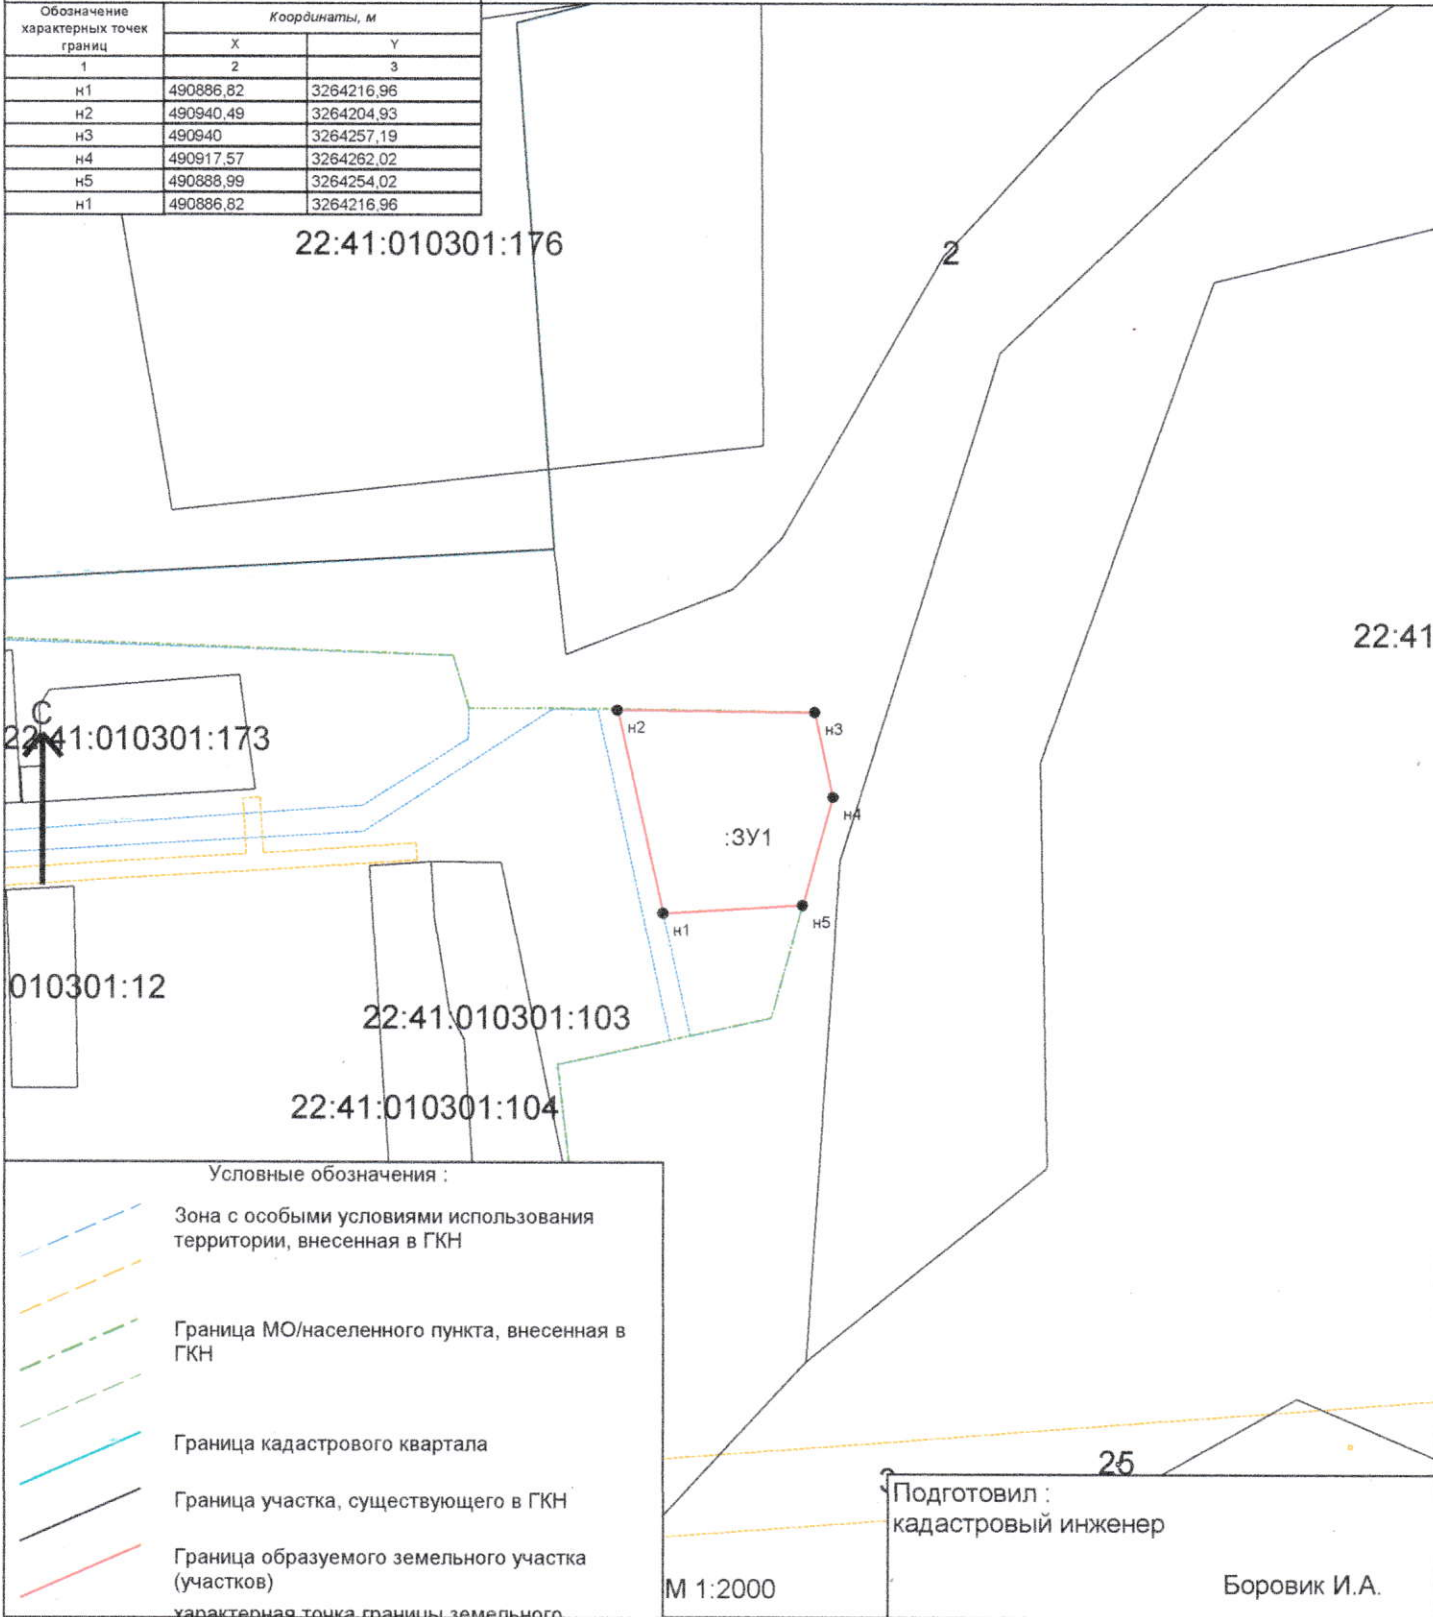 Обозначение характерных точек границ
Координаты, м
X Y
1 2 3
н1 490886,82 3264216,96
н2 490940,49 3264204,93
н3 490940 3264257,19
н4 490917,57 3264262,02
н5 490888,99 3264254,02
н1 490886,82 3264216,96
22:41:010301:176
2
22:41
С
22:41:010301:173
н2
н3
н4
:ЗУ1
н1
н5
010301:12
22:41:010301:103
22:41:010301:104
Условные обозначения :
Зона с особыми условиями использования
территории, внесенная в ГКН
Граница МО/населенного пункта, внесенная в
ГКН
Граница кадастрового квартала
Граница участка, существующего в ГКН
Граница образуемого земельного участка
(участков)
характерная точка границы земельного
М 1:2000
25
Подготовил :
кадастровый инженер
Боровик И.А.